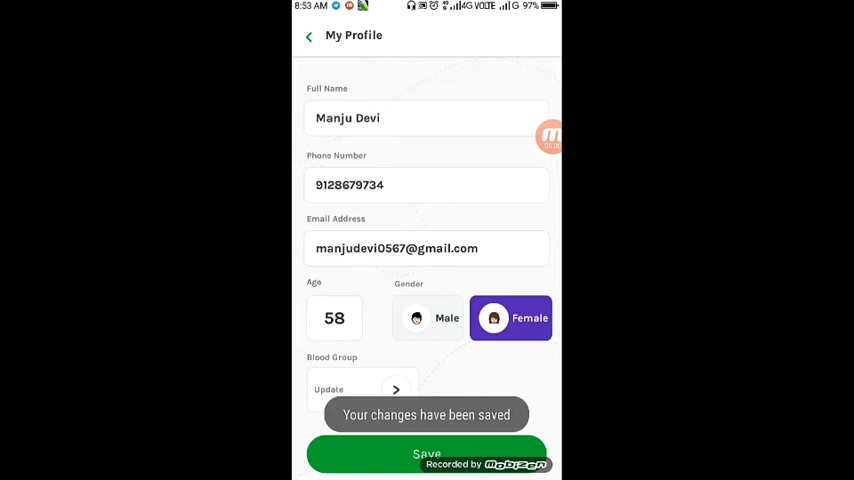 8:53 AM 4G VOLTE G 97%
My Profile
Full Name
Manju Devi
Phone Number
9128679734
Email Address
manjudevi0567@gmail.com
Age
Gender
58
Male
Female
Blood Group
Update
Your changes have been saved
Save
Recorded by mobizen